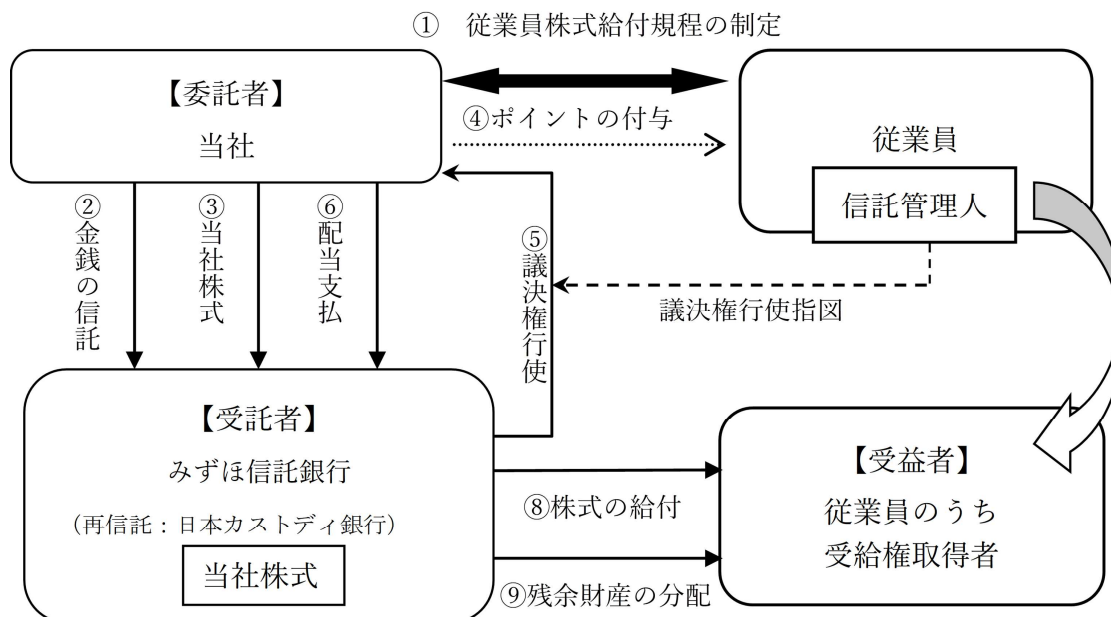 ① 従業員株式給付規程の制定
【委託者】
当社
④ポイントの付与
従業員
信託管理人
②金銭の信託
③当社株式
⑥配当支払
⑤議決権行使
議決権行使指図
【受託者】
みずほ信託銀行
（再信託：日本カストディ銀行）
当社株式
⑧株式の給付
⑨残余財産の分配
【受益者】
従業員のうち
受給権取得者